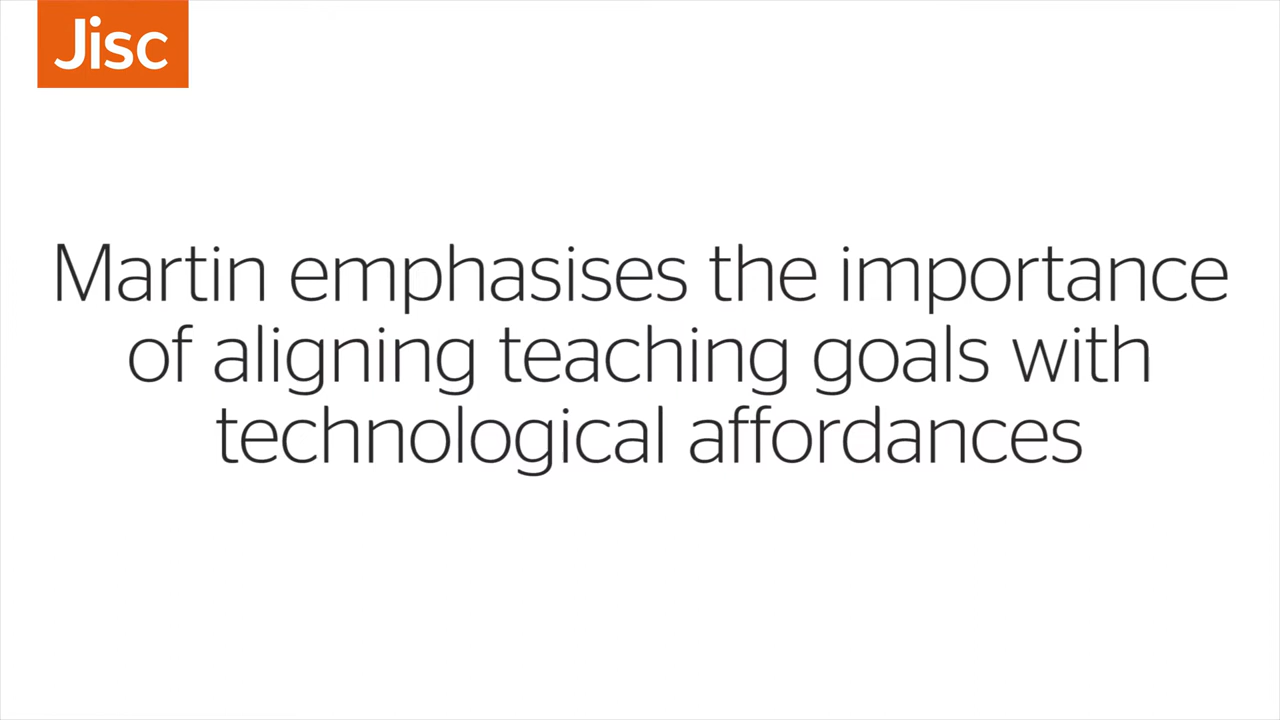 Jisc
Martin emphasises the importance
of aligning teaching goals with
technological affordances